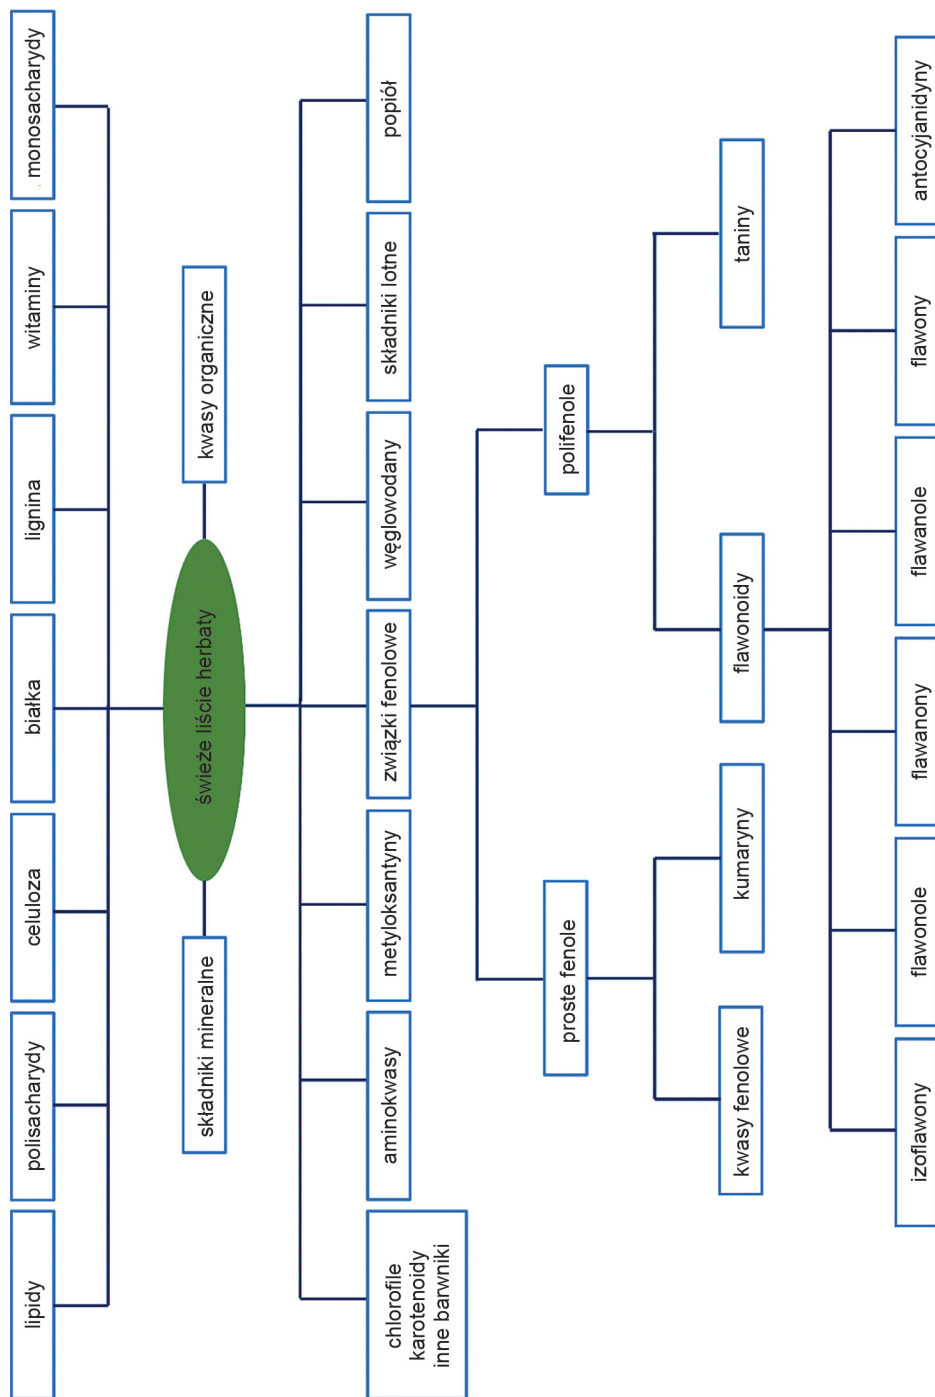 lipidy
polisacharydy
celuloza
białka
lignina
witaminy
monosacharydy
składniki mineralne
świeże liście herbaty
kwasy organiczne
chlorofile
karotenoidy
inne barwniki
aminokwasy
metyloksantyny
związki fenolowe
węglowodany
składniki lotne
popiół
proste fenole
polifenole
kwasy fenolowe
kumaryny
flawonoidy
taniny
izoflawony
flawonole
flawanony
flawanole
flawony
antocyjanidyny